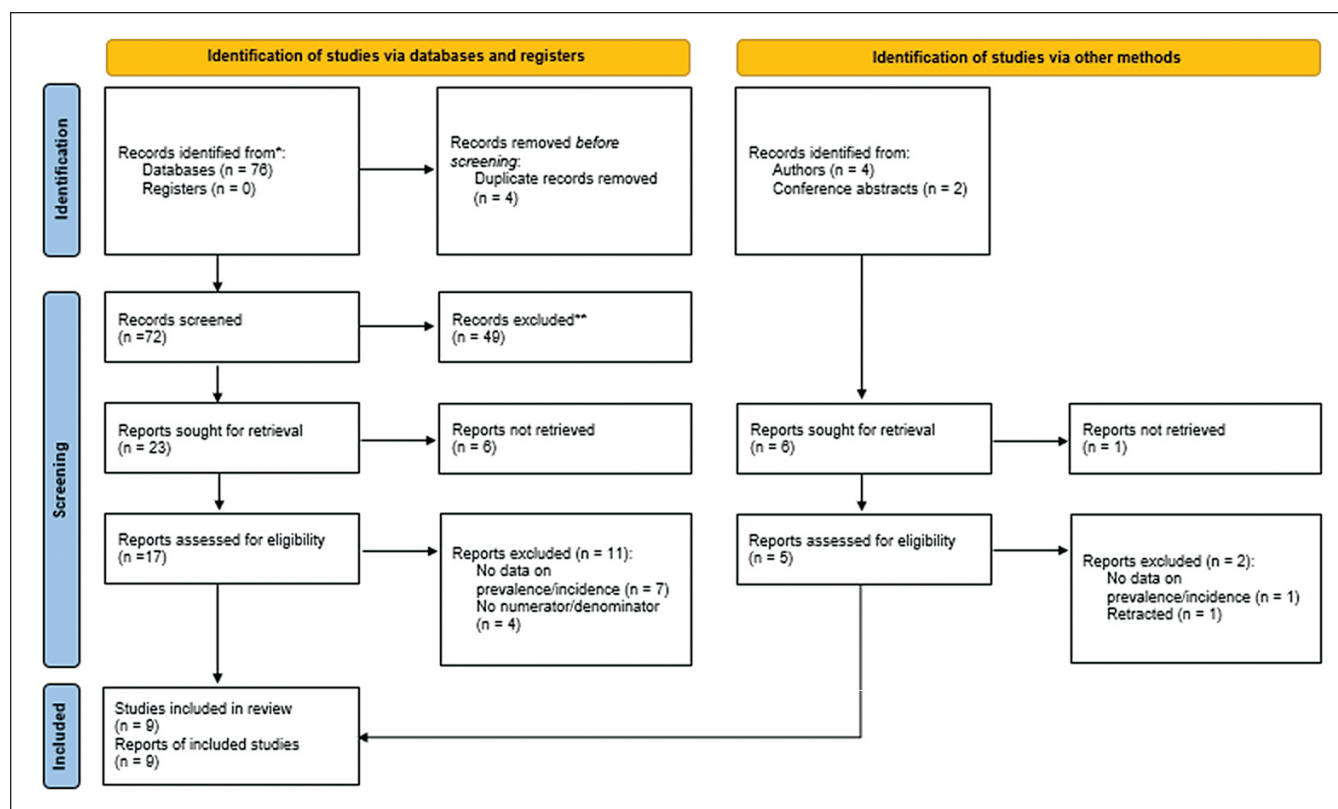 Identification of studies via databases and registers
Identification of studies via other methods
Identification
Records identified from*:
Databases (n = 76)
Registers (n = 0)
Records removed before
screening:
Duplicate records removed
(n = 4)
Records identified from:
Authors (n = 4)
Conference abstracts (n = 2)
Screening
Records screened
(n =72)
Records excluded**
(n = 49)
Reports sought for retrieval
(n = 23)
Reports not retrieved
(n = 6)
Reports sought for retrieval
(n = 6)
Reports not retrieved
(n = 1)
Reports assessed for eligibility
(n =17)
Reports excluded (n = 11):
No data on
prevalence/incidence (n = 7)
No numerator/denominator
(n = 4)
Reports assessed for eligibility
(n = 5)
Reports excluded (n = 2):
No data on
prevalence/incidence (n = 1)
Retracted (n = 1)
Included
Studies included in review
(n = 9)
Reports of included studies
(n = 9)